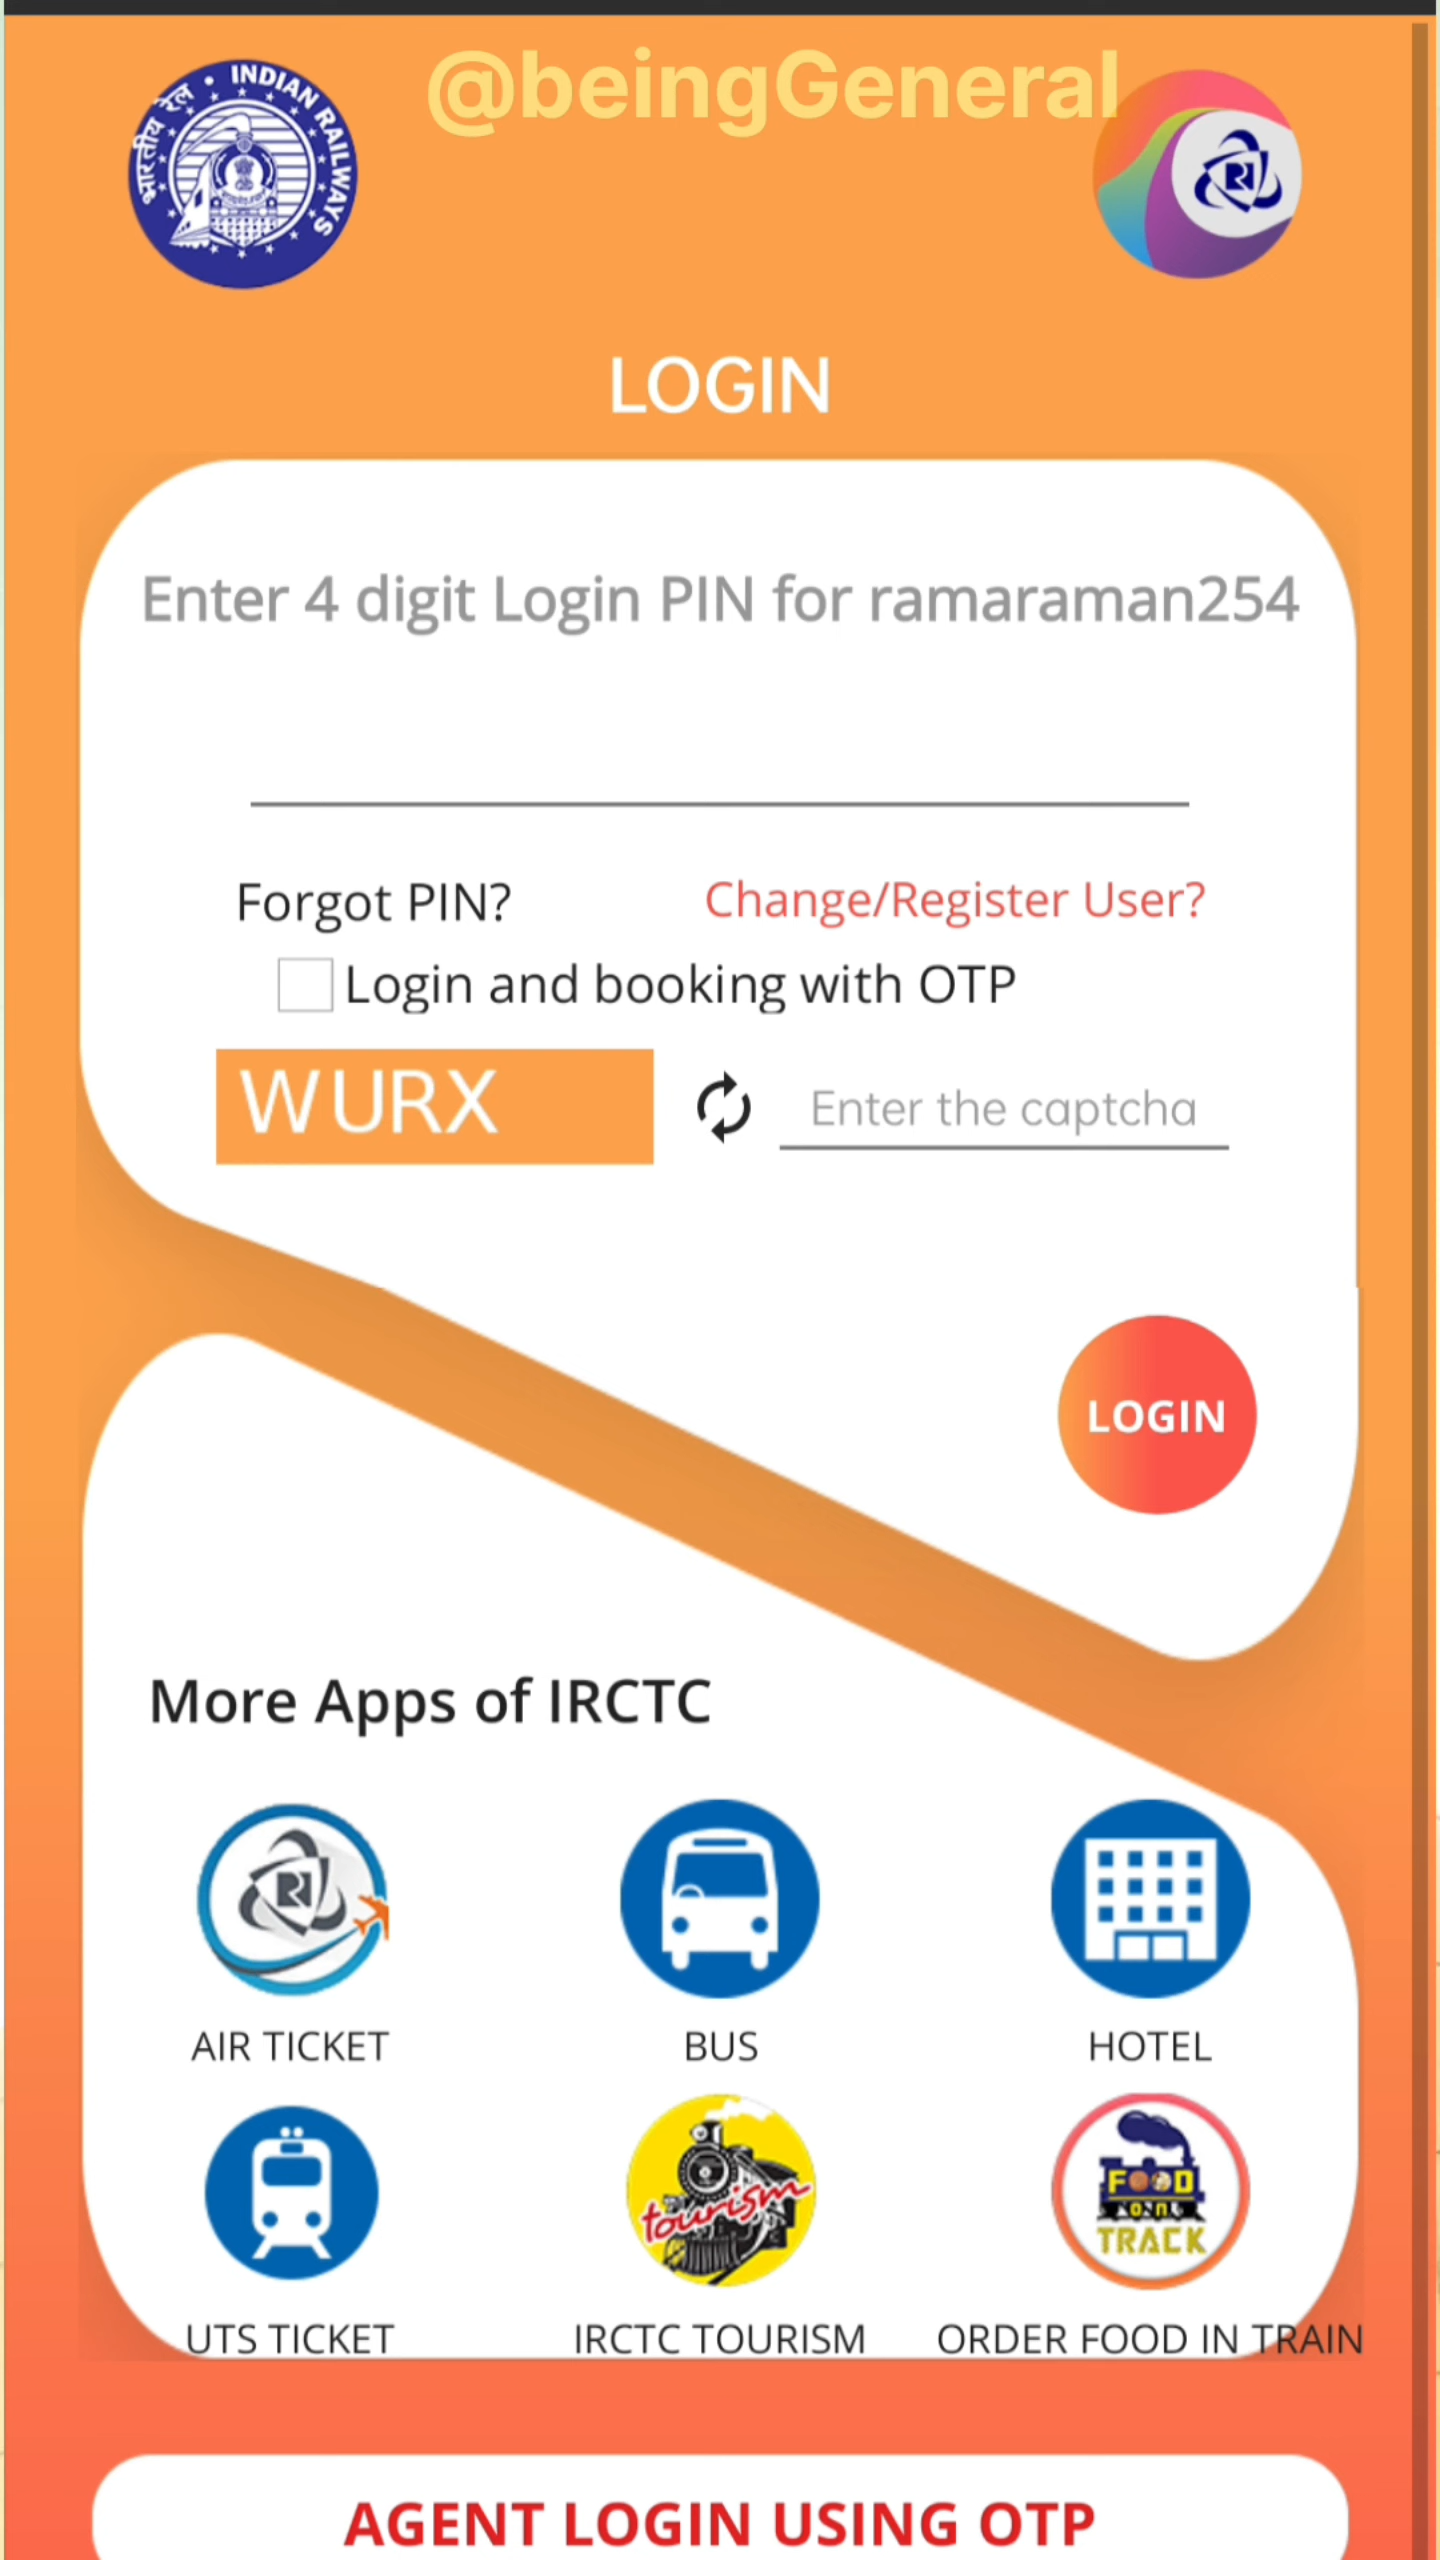 @beingGeneral
भारतीय रेल • INDIAN RAILWAYS
LOGIN
Enter 4 digit Login PIN for ramaraman254
Forgot PIN? Change/Register User?
Login and booking with OTP
WURX Enter the captcha
LOGIN
More Apps of IRCTC
AIR TICKET BUS HOTEL
tourism
FOOD
on
TRACK
UTS TICKET IRCTC TOURISM ORDER FOOD IN TRAIN
AGENT LOGIN USING OTP